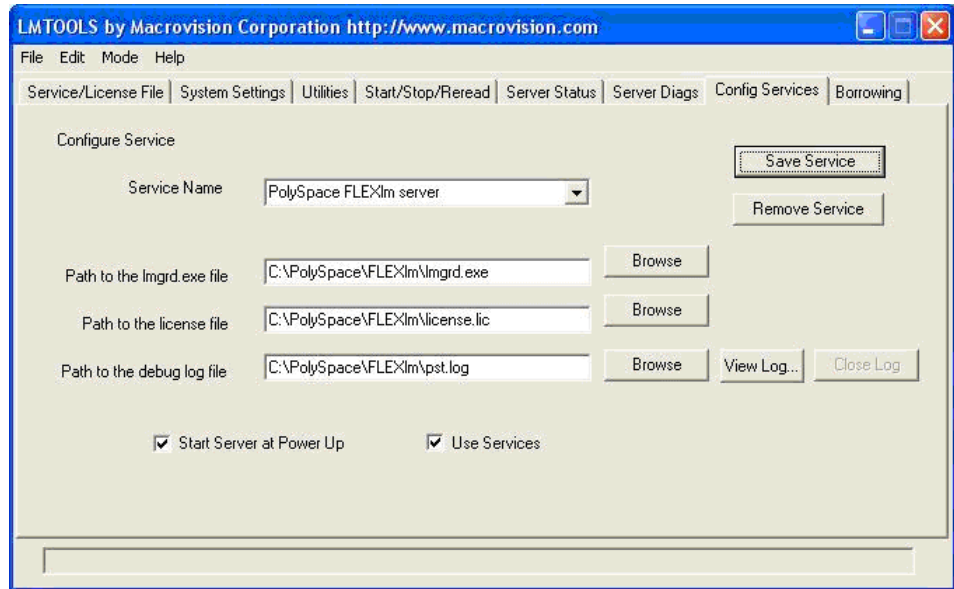 LMTOOLS by Macrovision Corporation http://www.macrovision.com
File Edit Mode Help
Service/License File System Settings Utilities Start/Stop/Reread Server Status Server Diags Config Services Borrowing
Configure Service
Save Service
Service Name PolySpace FLEXlm server
Remove Service
Path to the lmgrd.exe file C:\PolySpace\FLEXlm\lmgrd.exe Browse
Path to the license file C:\PolySpace\FLEXlm\license.lic Browse
Path to the debug log file C:\PolySpace\FLEXlm\pst.log Browse View Log... Close Log
Start Server at Power Up Use Services